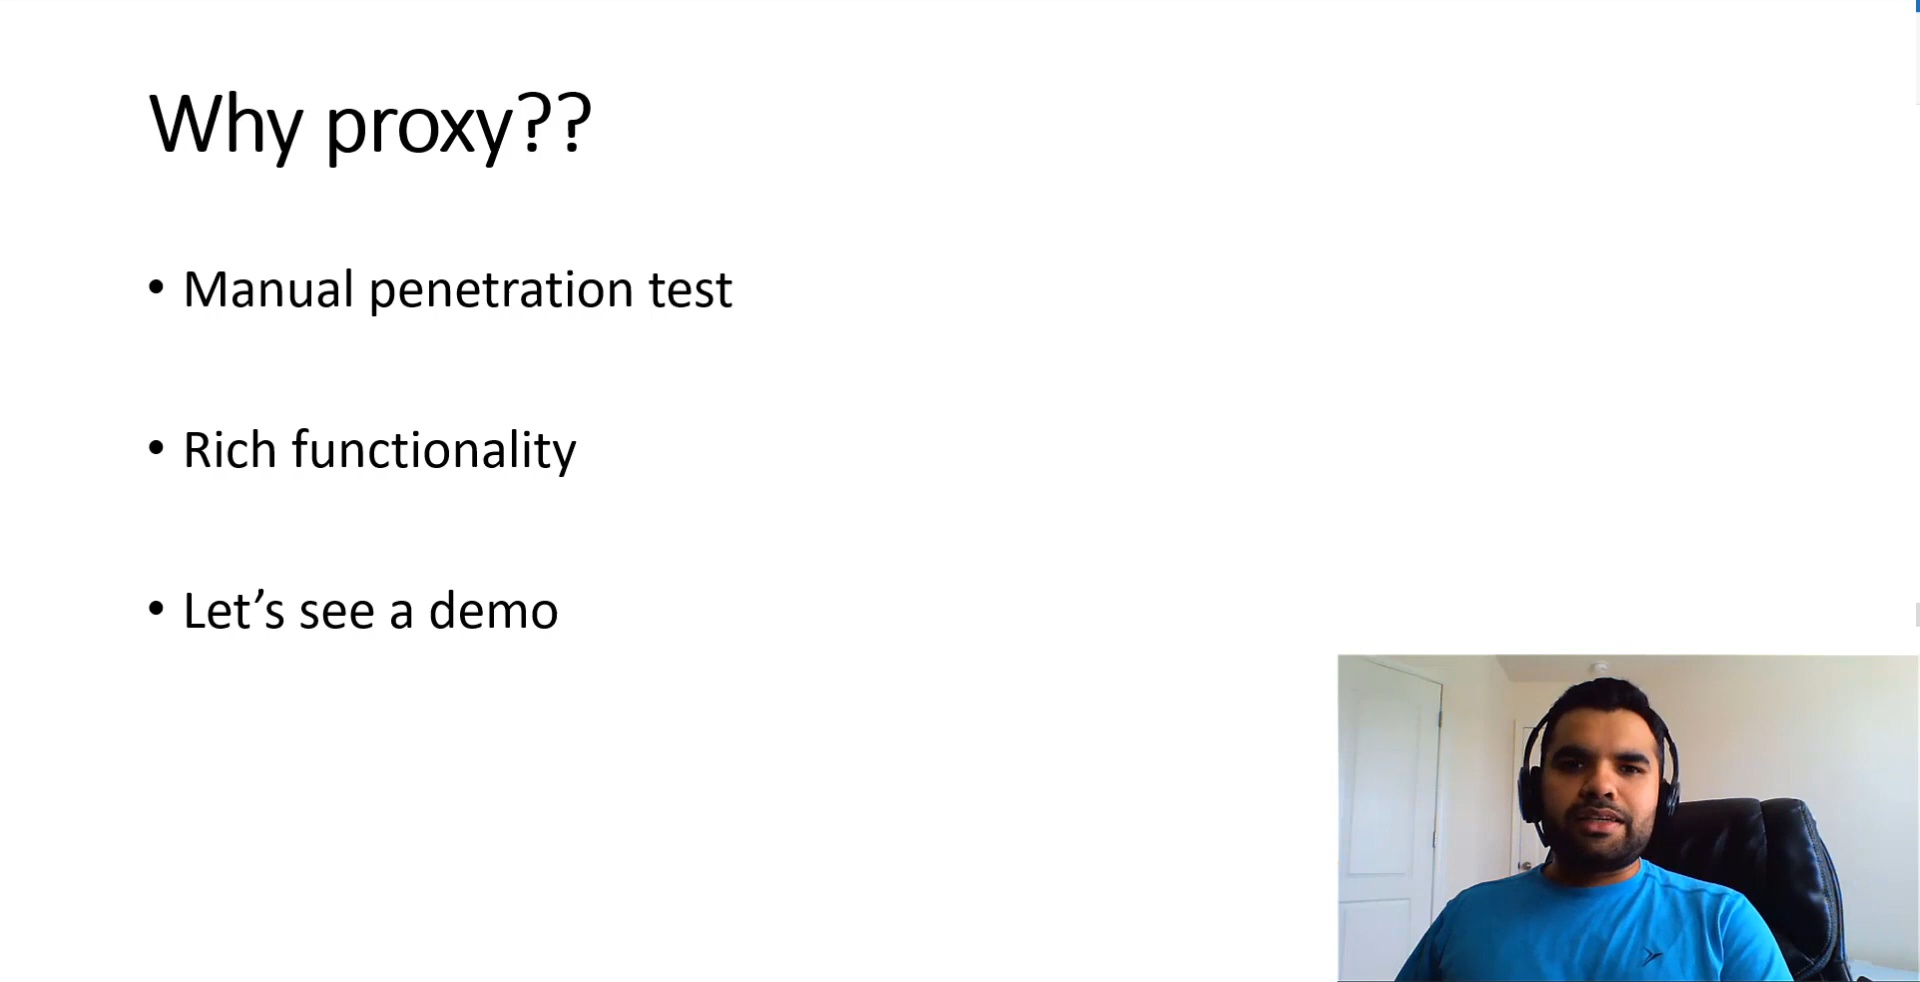 Why proxy??
• Manual penetration test
• Rich functionality
• Let’s see a demo